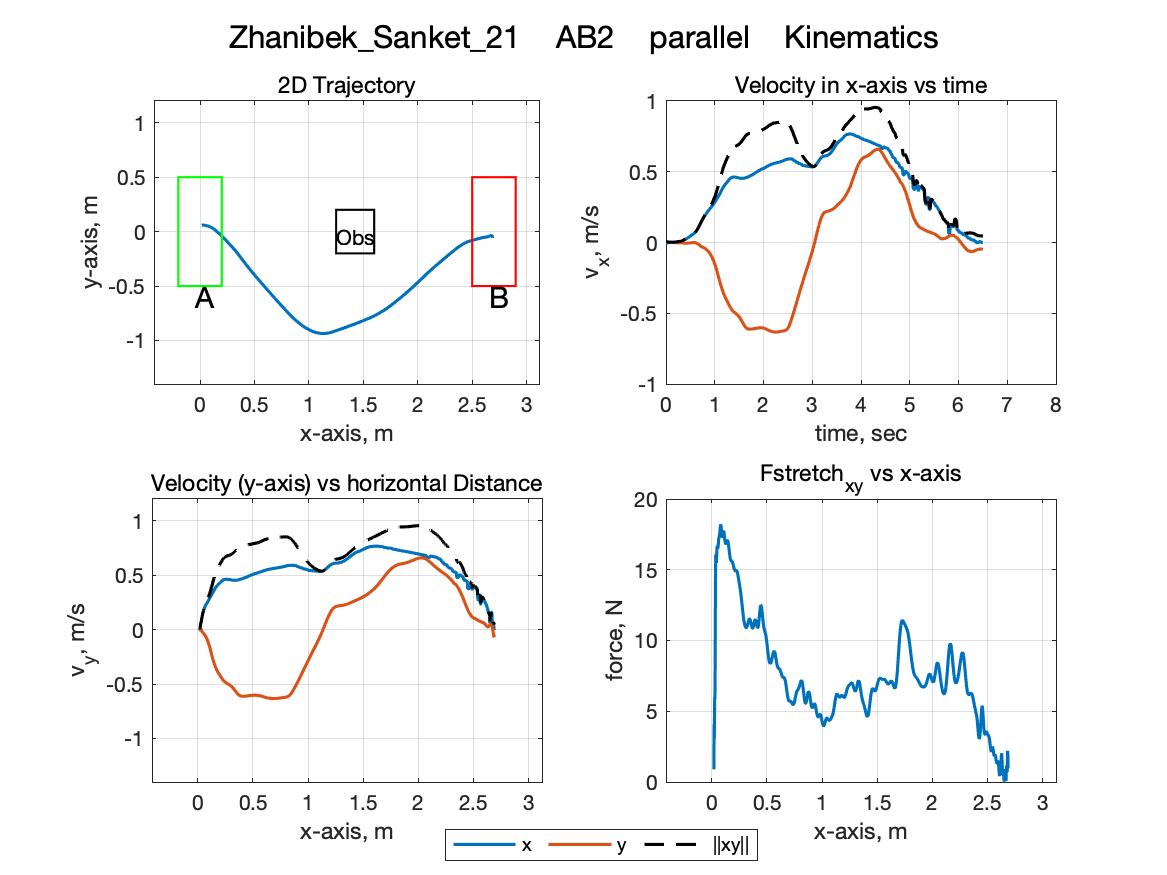 Zhanibek_Sanket_21 AB2 parallel Kinematics
2D Trajectory
1
0.5
0
-0.5
-1
y-axis, m
Obs
A
B
0 0.5 1 1.5 2 2.5 3
x-axis, m
Velocity in x-axis vs time
1
0.5
0
-0.5
-1
v_x, m/s
0 1 2 3 4 5 6 7 8
time, sec
Velocity (y-axis) vs horizontal Distance
1
0.5
0
-0.5
-1
v_y, m/s
0 0.5 1 1.5 2 2.5 3
x-axis, m
Fstretch_xy vs x-axis
20
15
10
5
0
force, N
0 0.5 1 1.5 2 2.5 3
x-axis, m
x y ||xy||